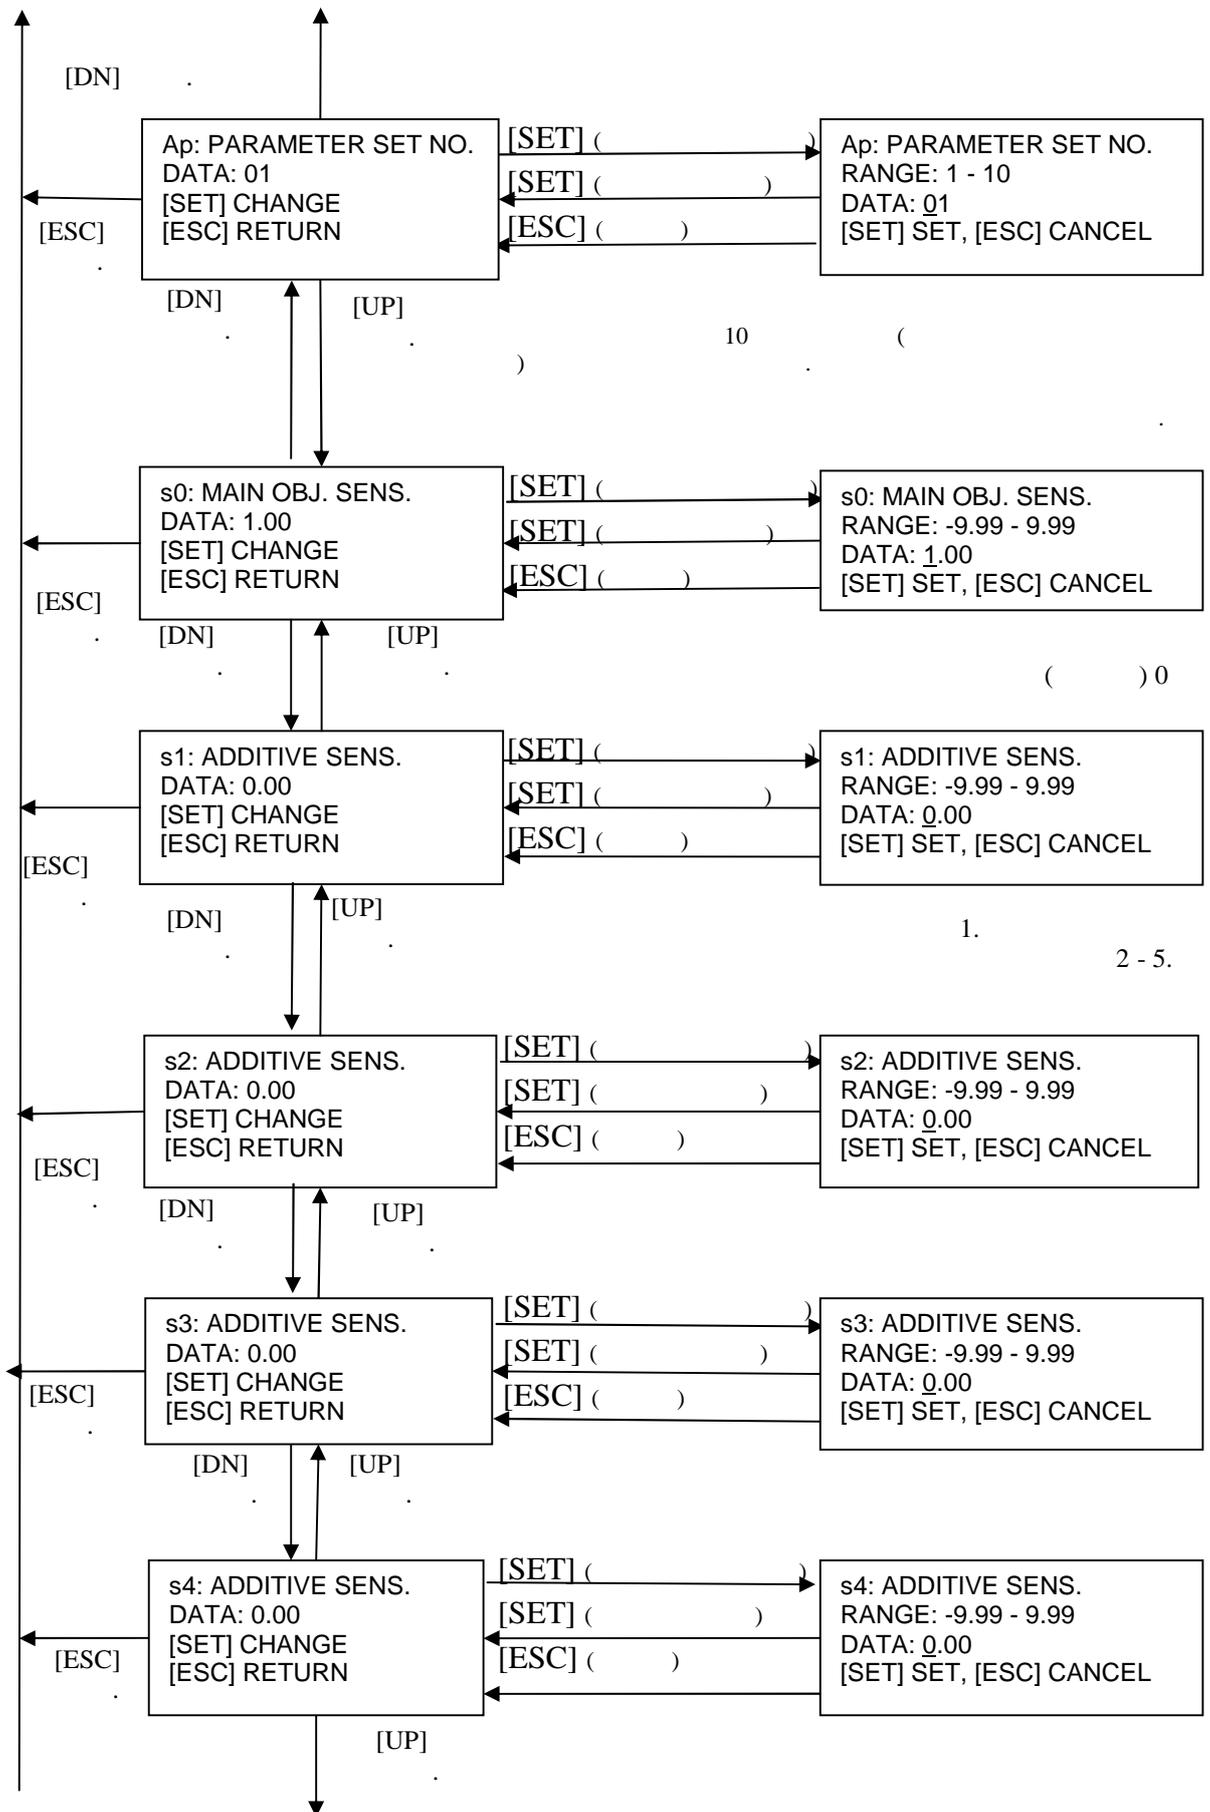 [DN] .
Ap: PARAMETER SET NO.
DATA: 01
[SET] CHANGE
[ESC] RETURN
[SET] ( )
[SET] ( )
[ESC] ( )
Ap: PARAMETER SET NO.
RANGE: 1 - 10
DATA: 01
[SET] SET, [ESC] CANCEL
[ESC]
.
[DN]
.
[UP]
.
10 (
) .
.
s0: MAIN OBJ. SENS.
DATA: 1.00
[SET] CHANGE
[ESC] RETURN
[SET] ( )
[SET] ( )
[ESC] ( )
s0: MAIN OBJ. SENS.
RANGE: -9.99 - 9.99
DATA: 1.00
[SET] SET, [ESC] CANCEL
[ESC]
.
[DN]
.
[UP]
.
( ) 0
s1: ADDITIVE SENS.
DATA: 0.00
[SET] CHANGE
[ESC] RETURN
[SET] ( )
[SET] ( )
[ESC] ( )
s1: ADDITIVE SENS.
RANGE: -9.99 - 9.99
DATA: 0.00
[SET] SET, [ESC] CANCEL
[ESC]
.
[DN]
.
[UP]
.
1.
2 - 5.
s2: ADDITIVE SENS.
DATA: 0.00
[SET] CHANGE
[ESC] RETURN
[SET] ( )
[SET] ( )
[ESC] ( )
s2: ADDITIVE SENS.
RANGE: -9.99 - 9.99
DATA: 0.00
[SET] SET, [ESC] CANCEL
[ESC]
.
[DN]
.
[UP]
.
s3: ADDITIVE SENS.
DATA: 0.00
[SET] CHANGE
[ESC] RETURN
[SET] ( )
[SET] ( )
[ESC] ( )
s3: ADDITIVE SENS.
RANGE: -9.99 - 9.99
DATA: 0.00
[SET] SET, [ESC] CANCEL
[ESC]
.
[DN]
.
[UP]
.
s4: ADDITIVE SENS.
DATA: 0.00
[SET] CHANGE
[ESC] RETURN
[SET] ( )
[SET] ( )
[ESC] ( )
s4: ADDITIVE SENS.
RANGE: -9.99 - 9.99
DATA: 0.00
[SET] SET, [ESC] CANCEL
[ESC]
.
[UP]
.